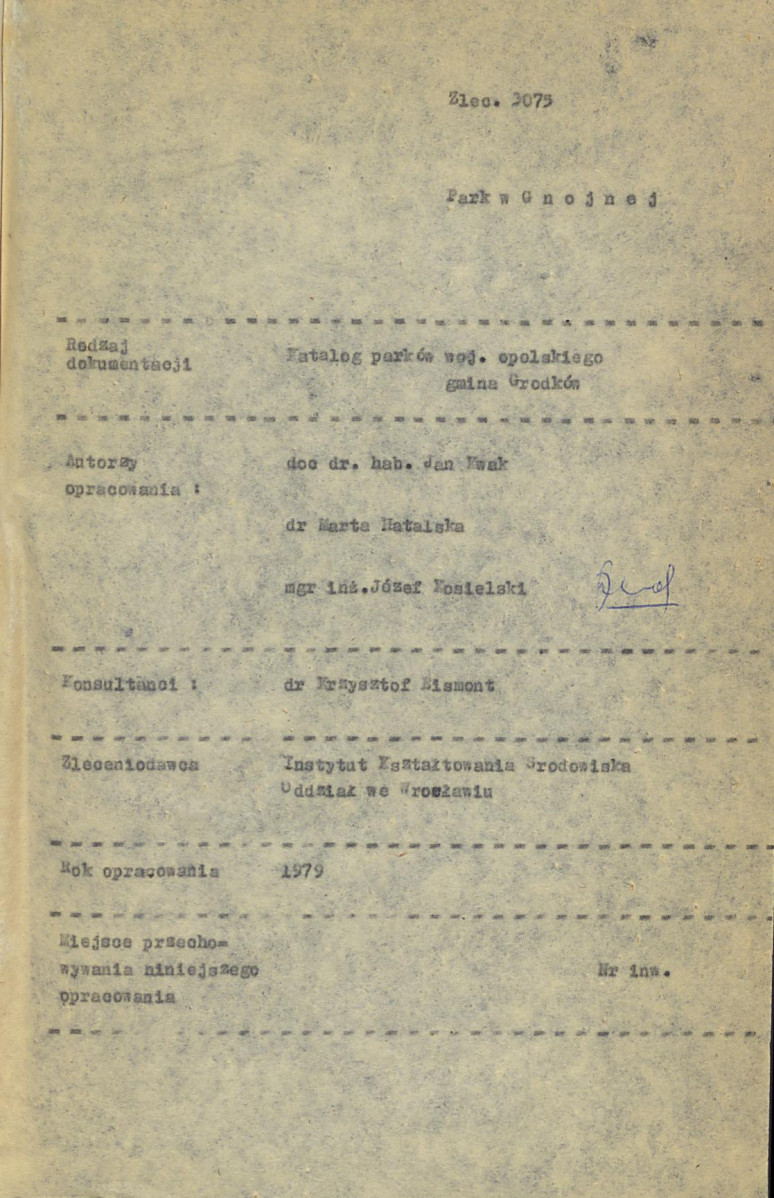 Zlec. 3075
Park w G n o j n e j
Rodzaj
dokumentacji
Katalog parków woj. opolskiego
gmina Grodków
Autorzy
opracowania :
doc dr. hab. Jan Kwak
dr Marta Natalska
mgr inż.Józef Kosielski
Konsultanci :
dr Krzysztof Eismont
Zleceniodawca
Instytut Kształtowania Środowiska
Oddział we Wrocławiu
Rok opracowania
1979
Miejsce przecho-
wywania niniejszego
opracowania
Nr inw.